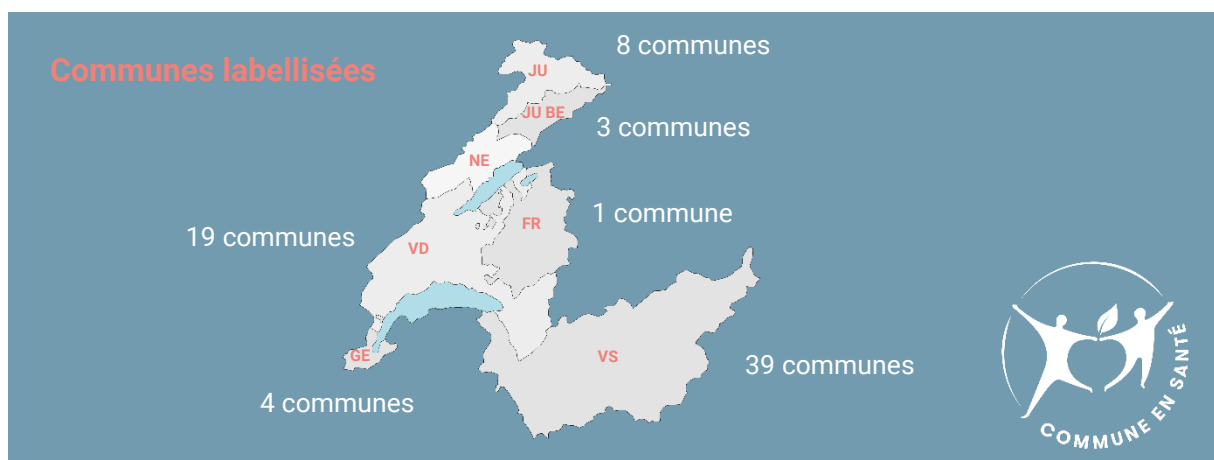 Communes labellisées
8 communes
JU
JU BE
3 communes
NE
1 commune
FR
19 communes
VD
GE
VS
39 communes
4 communes
COMMUNE EN SANTÉ